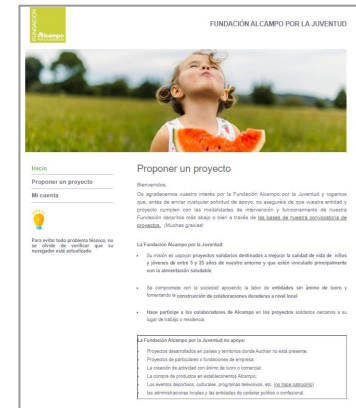 FUNDACIÓN
Alcampo
FUNDACIÓN ALCAMPO POR LA JUVENTUD
Inicio
Proponer un proyecto
Mi cuenta
Para evitar todo problema técnico, no
se olvide de verificar que su
navegador esté actualizado.
Proponer un proyecto
Bienvenidos,
Os agradecemos vuestro interés por la Fundación Alcampo por la Juventud y rogamos
que, antes de enviar cualquier solicitud de apoyo, os aseguréis de que vuestra entidad y
proyecto cumplen con las modalidades de intervención y funcionamiento de nuestra
Fundación descritos más abajo o bien a través de las bases de nuestra convocatoria de
proyectos. ¡Muchas gracias!
La Fundación Alcampo por la Juventud:
• Su misión es apoyar proyectos solidarios destinados a mejorar la calidad de vida de niños
y jóvenes de entre 3 y 25 años de nuestro entorno y que estén vinculado principalmente
con la alimentación saludable.
• Se compromete con la sociedad apoyando la labor de entidades sin ánimo de lucro y
fomentando la construcción de colaboraciones duraderas a nivel local.
• Hace partícipe a los colaboradores de Alcampo en los proyectos solidarios cercanos a su
lugar de trabajo o residencia.
La Fundación Alcampo por la Juventud no apoya:
• Proyectos desarrollados en países y territorios donde Auchan no está presente;
• Proyectos de particulares o fundaciones de empresa;
• La creación de actividad con ánimo de lucro o comercial;
• La compra de productos en establecimientos Alcampo;
• Los eventos deportivos, culturales, programas televisivos, etc. (no hace patrocinio)
• las administraciones locales y las entidades de carácter político o confesional.